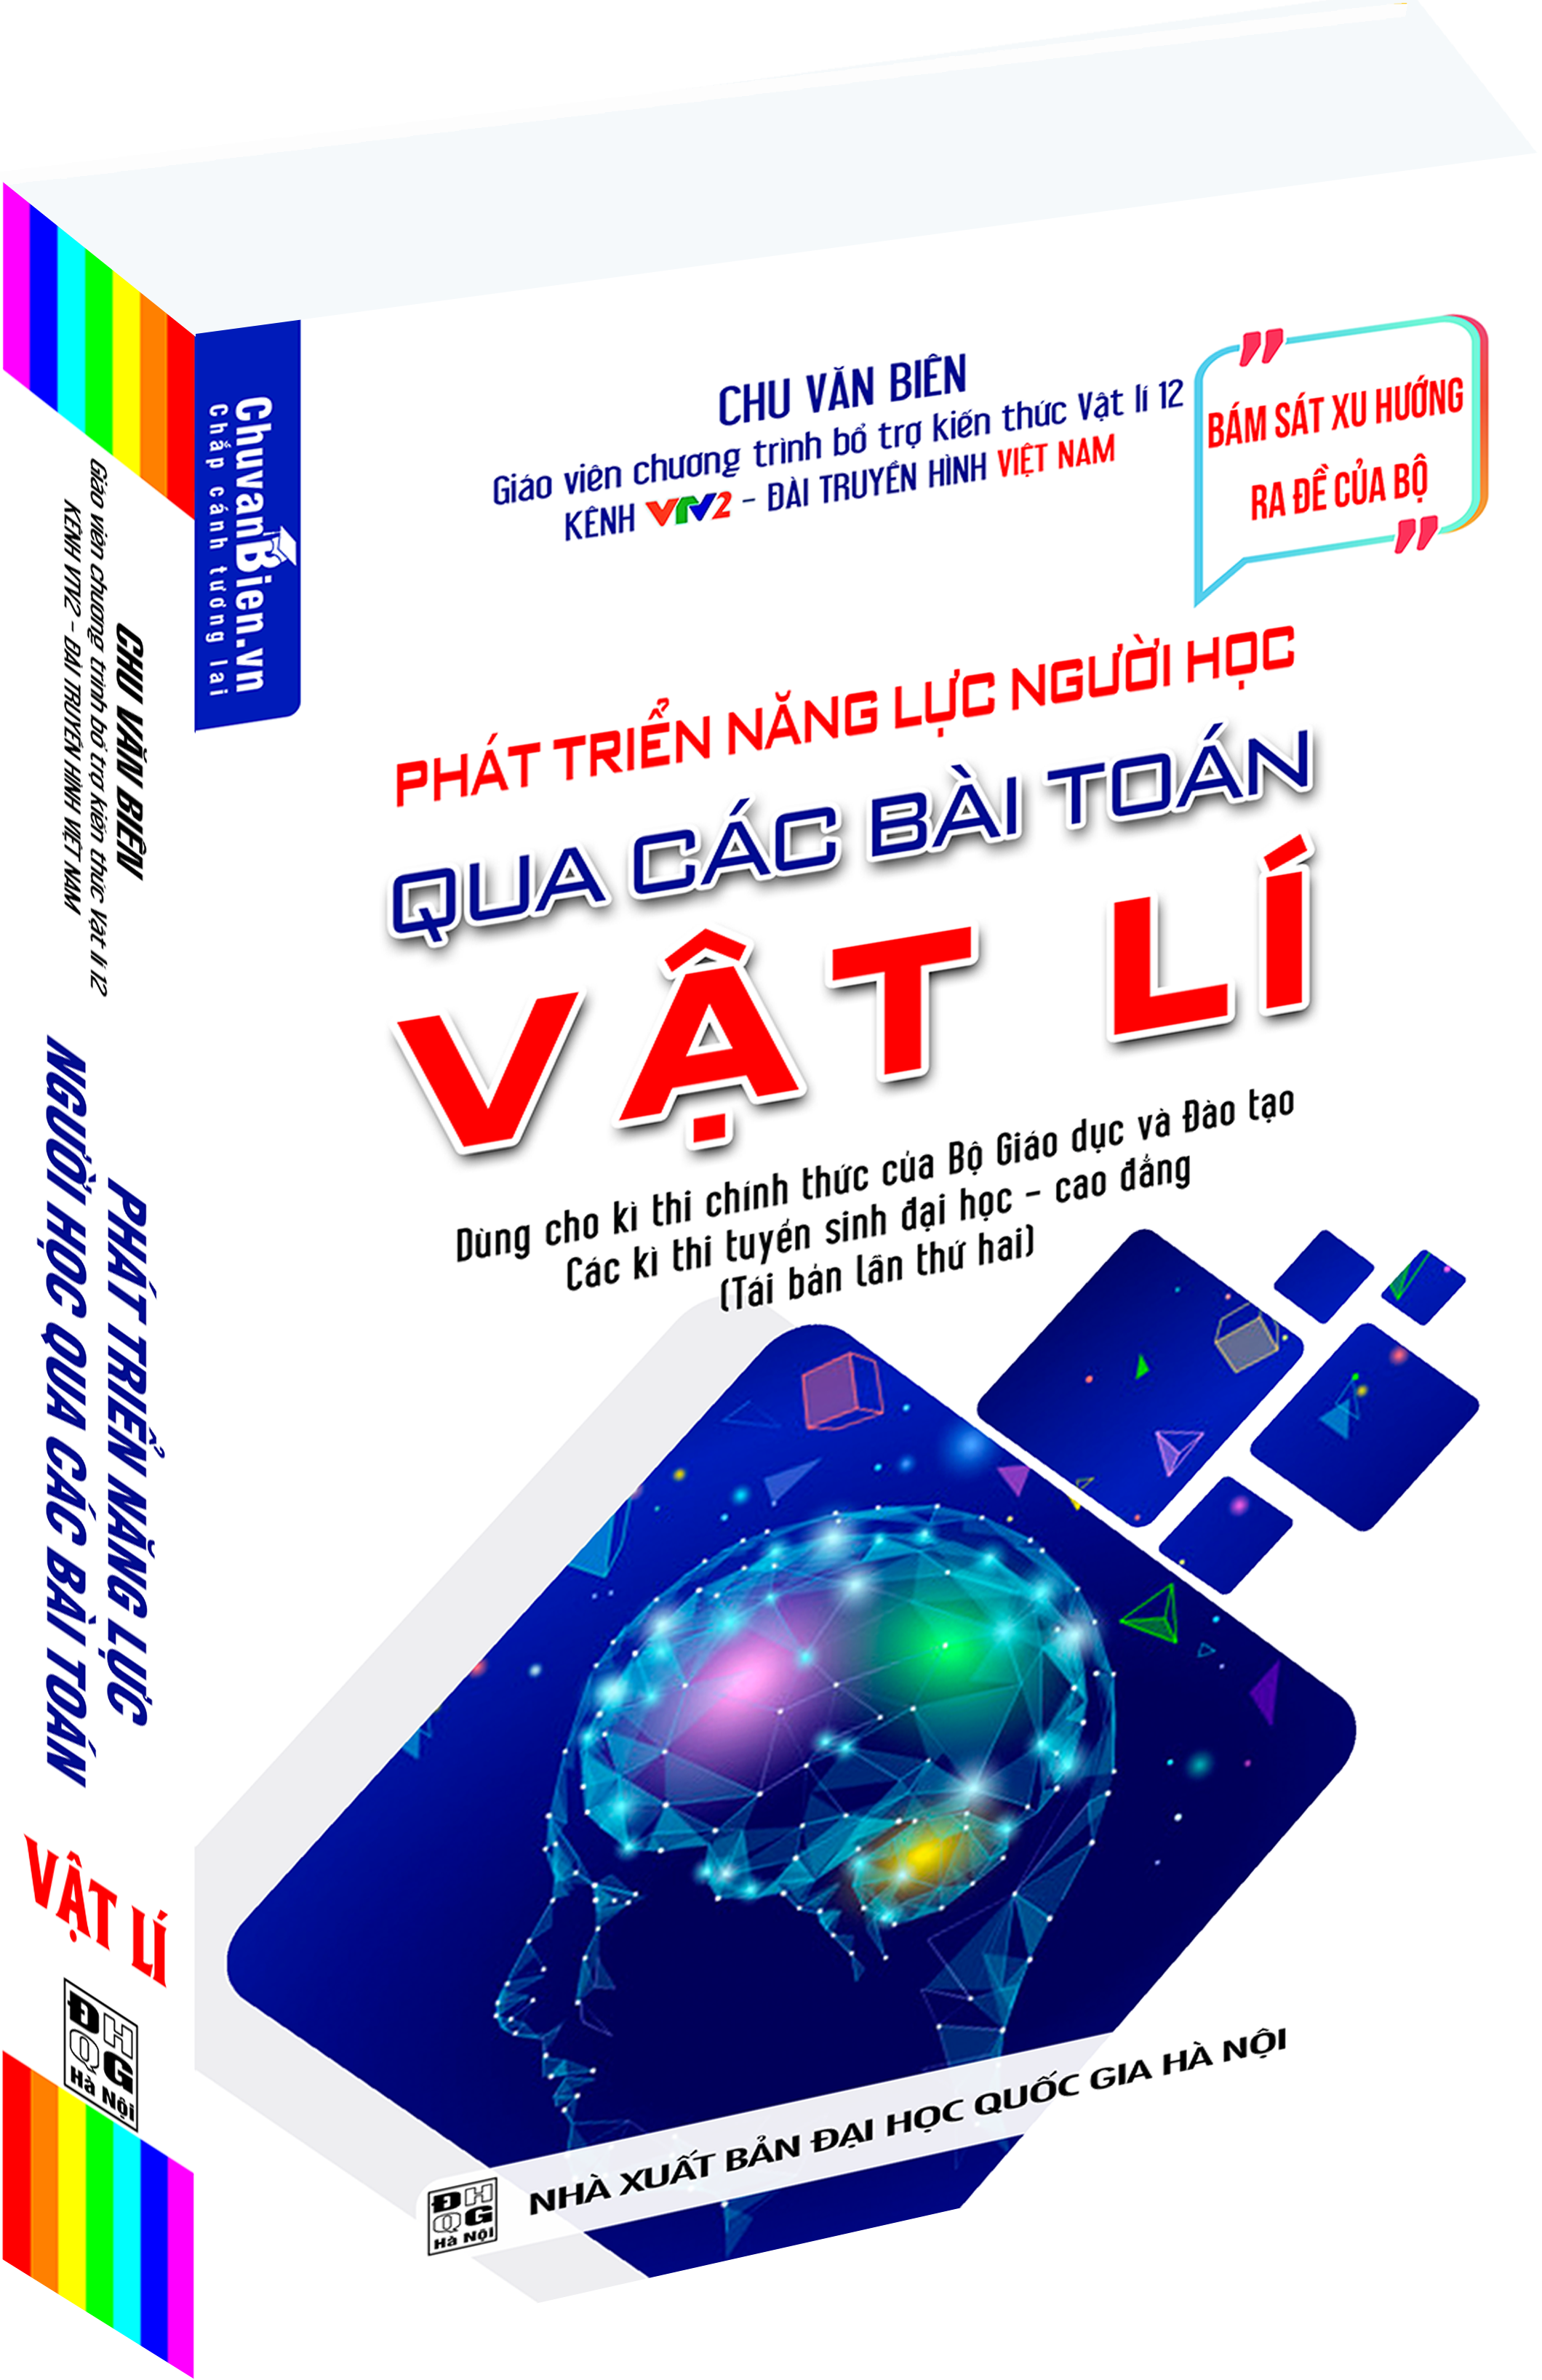 CHU VĂN BIÊN
Giáo viên chương trình bổ trợ kiến thức Vật lí 12
KÊNH VTV2 – ĐÀI TRUYỀN HÌNH VIỆT NAM
”
BÁM SÁT XU HƯỚNG
RA ĐỀ CỦA BỘ
”
ChuvanBien.vn
Chắp cánh tương lai
PHÁT TRIỂN NĂNG LỰC NGƯỜI HỌC
QUA CÁC BÀI TOÁN
VẬT LÍ
Dùng cho kì thi chính thức của Bộ Giáo dục và Đào tạo
Các kì thi tuyển sinh đại học – cao đẳng
(Tái bản lần thứ hai)
ĐH
QG
Hà Nội
NHÀ XUẤT BẢN ĐẠI HỌC QUỐC GIA HÀ NỘI
CHU VĂN BIÊN
Giáo viên chương trình bổ trợ kiến thức Vật lí 12
KÊNH VTV2 – ĐÀI TRUYỀN HÌNH VIỆT NAM
PHÁT TRIỂN NĂNG LỰC
NGƯỜI HỌC QUA CÁC BÀI TOÁN
VẬT LÍ
ĐH
QG
Hà Nội